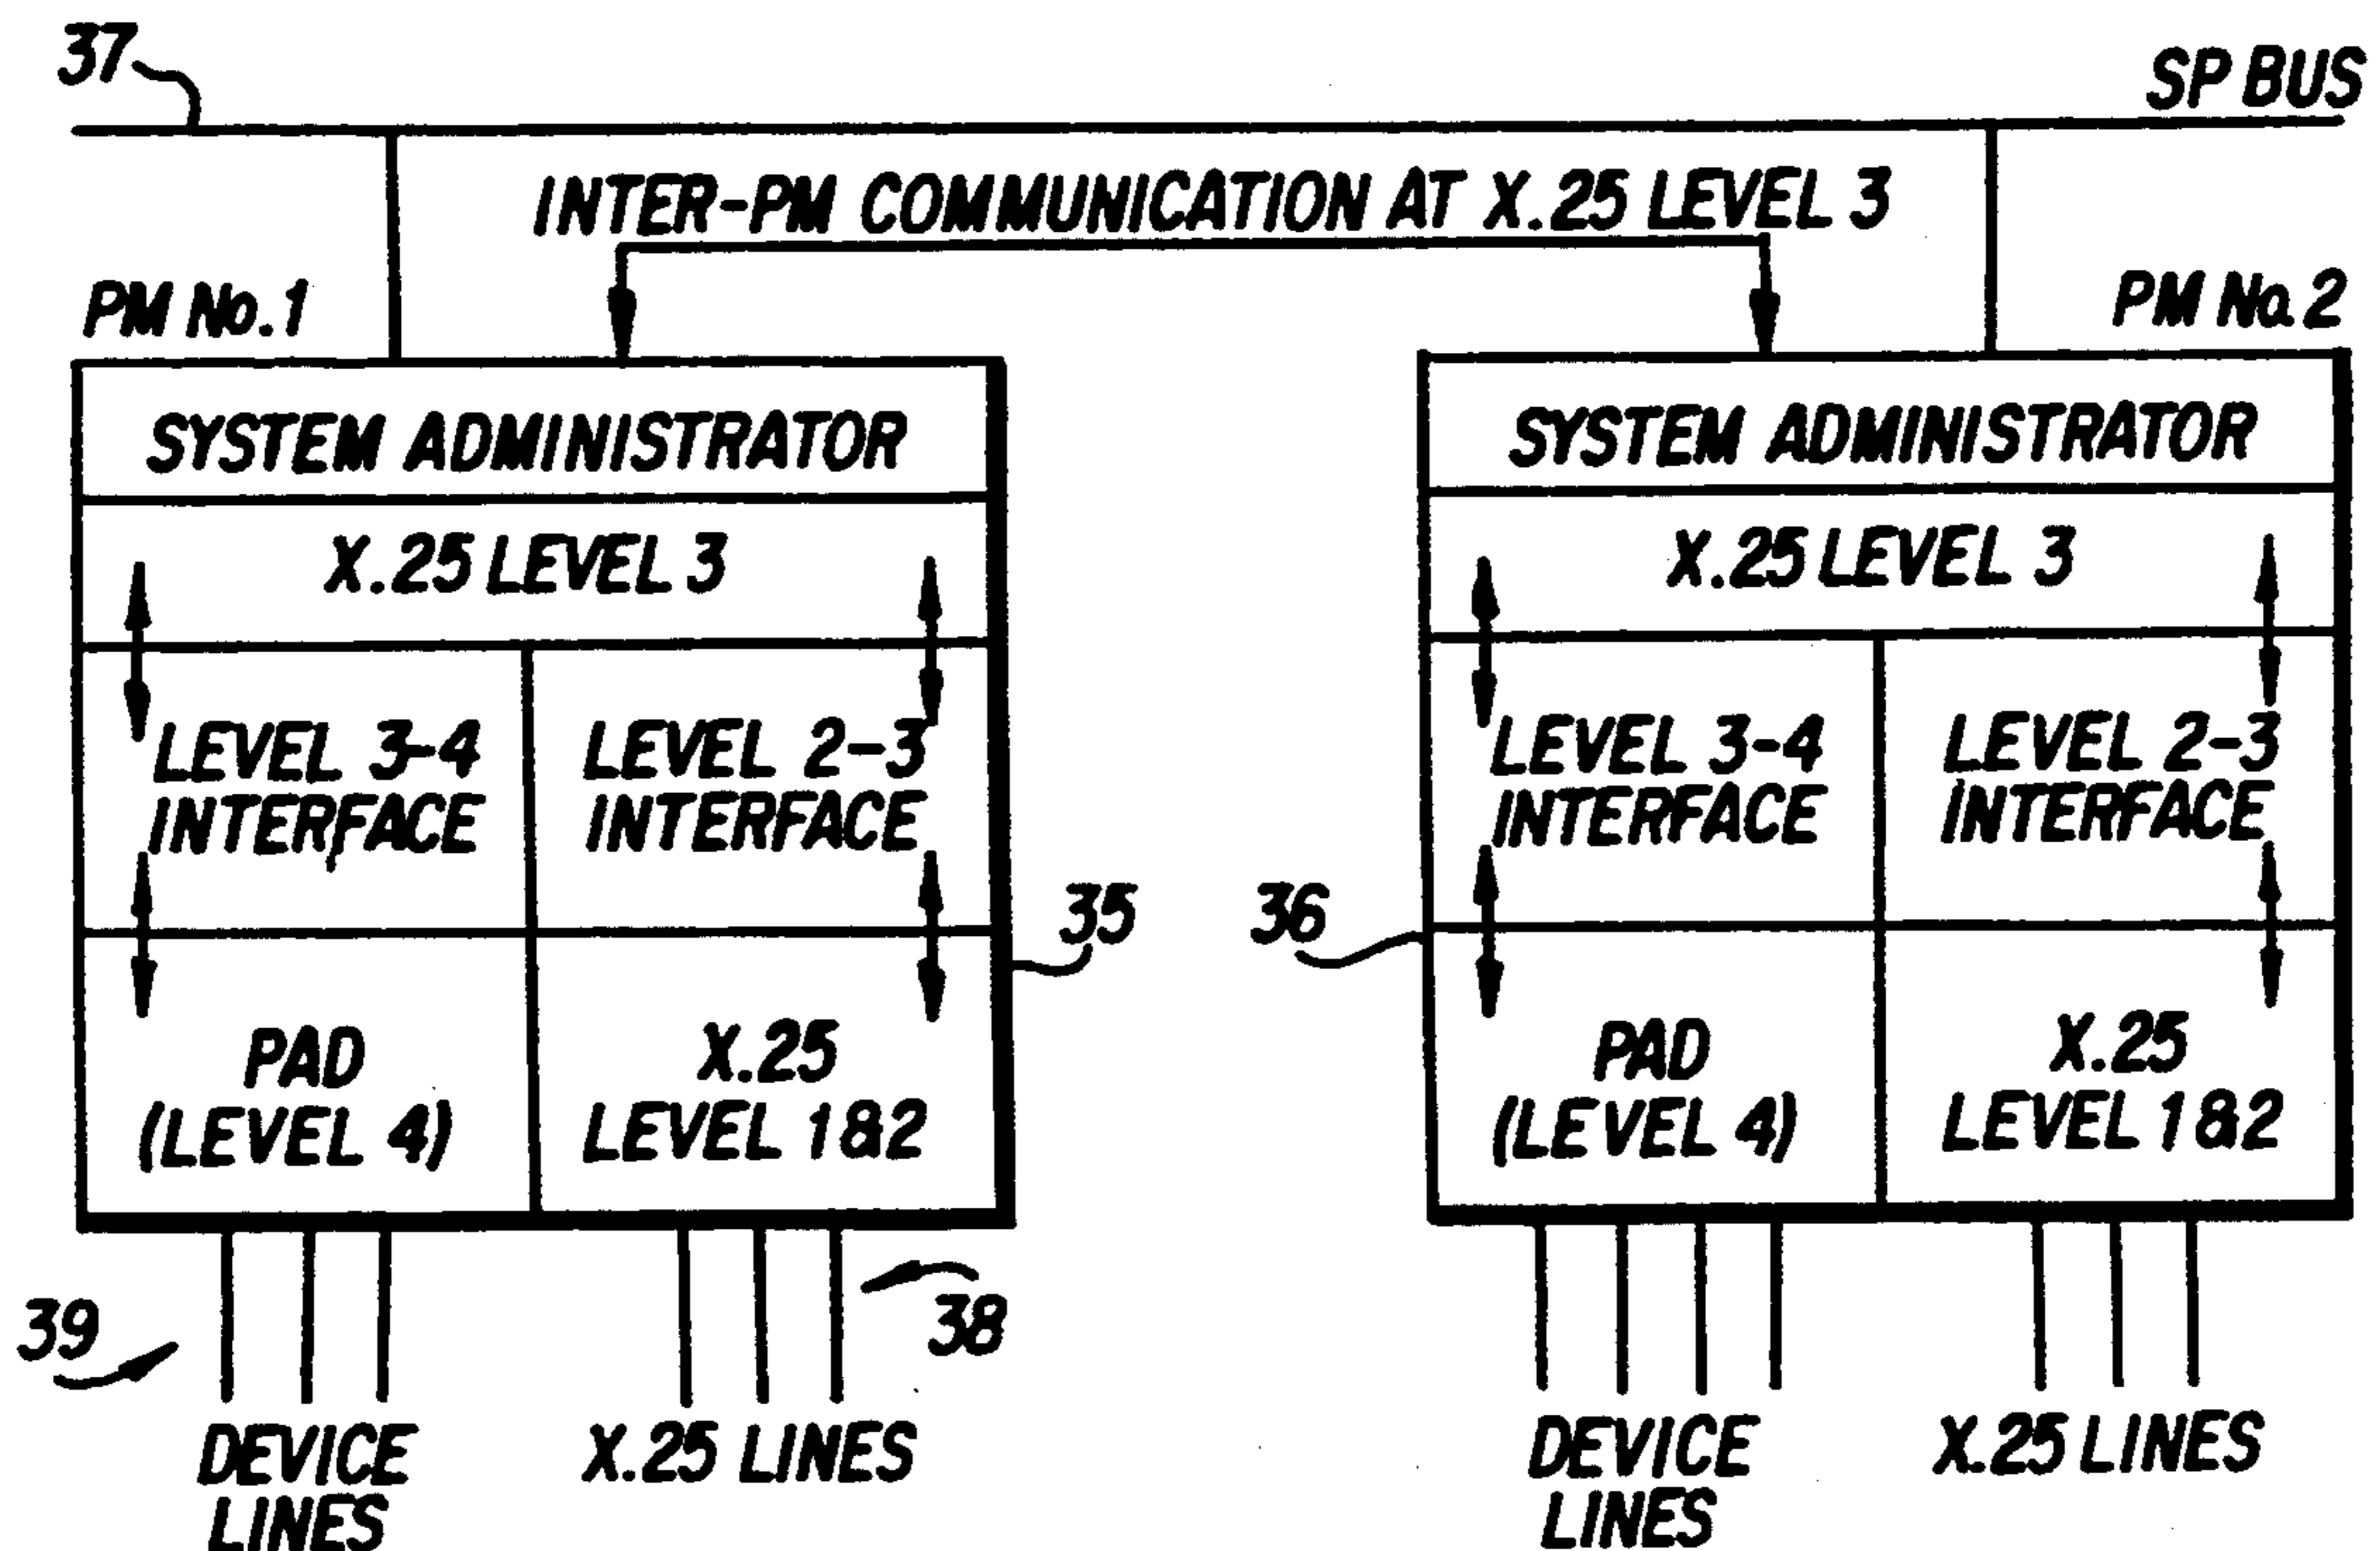 37
SP BUS
INTER-PM COMMUNICATION AT X.25 LEVEL 3
PM No. 1
PM No. 2
SYSTEM ADMINISTRATOR
X.25 LEVEL 3
LEVEL 3-4
INTERFACE
LEVEL 2-3
INTERFACE
PAD
(LEVEL 4)
X.25
LEVEL 1&2
35
SYSTEM ADMINISTRATOR
X.25 LEVEL 3
LEVEL 3-4
INTERFACE
LEVEL 2-3
INTERFACE
36
PAD
(LEVEL 4)
X.25
LEVEL 1&2
39
38
DEVICE
LINES
X.25 LINES
DEVICE
LINES
X.25 LINES